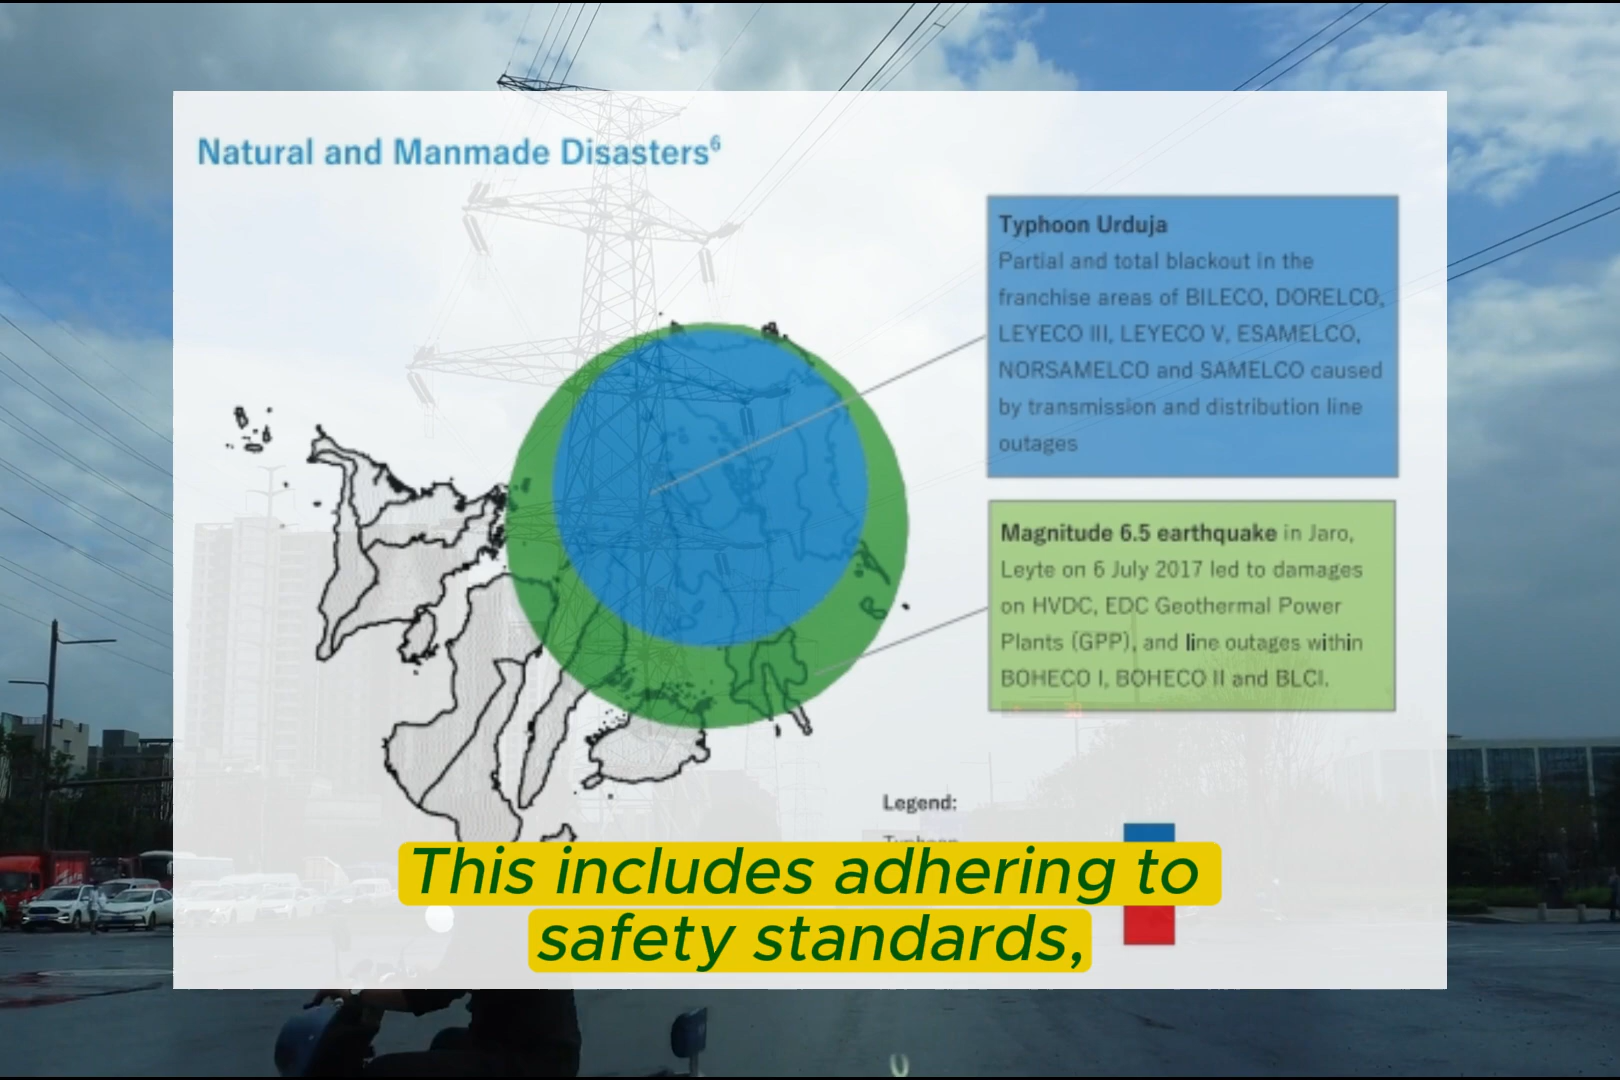 Natural and Manmade Disasters⁶
Typhoon Urduja
Partial and total blackout in the
franchise areas of BILECO, DORELCO,
LEYECO III, LEYECO V, ESAMELCO,
NORSAMELCO and SAMELCO caused
by transmission and distribution line
outages
Magnitude 6.5 earthquake in Jaro,
Leyte on 6 July 2017 led to damages
on HVDC, EDC Geothermal Power
Plants (GPP), and line outages within
BOHECO I, BOHECO II and BLCI.
Legend:
Typhoon
This includes adhering to
safety standards,